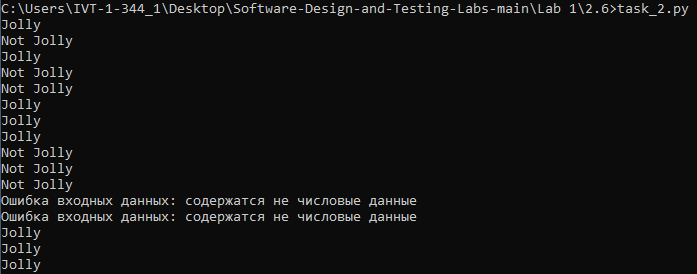 C:\Users\IVT-1-344_1\Desktop\Software-Design-and-Testing-Labs-main\Lab 1\2.6>task_2.py
Jolly
Not Jolly
Jolly
Not Jolly
Not Jolly
Jolly
Jolly
Jolly
Not Jolly
Not Jolly
Not Jolly
Ошибка входных данных: содержатся не числовые данные
Ошибка входных данных: содержатся не числовые данные
Jolly
Jolly
Jolly